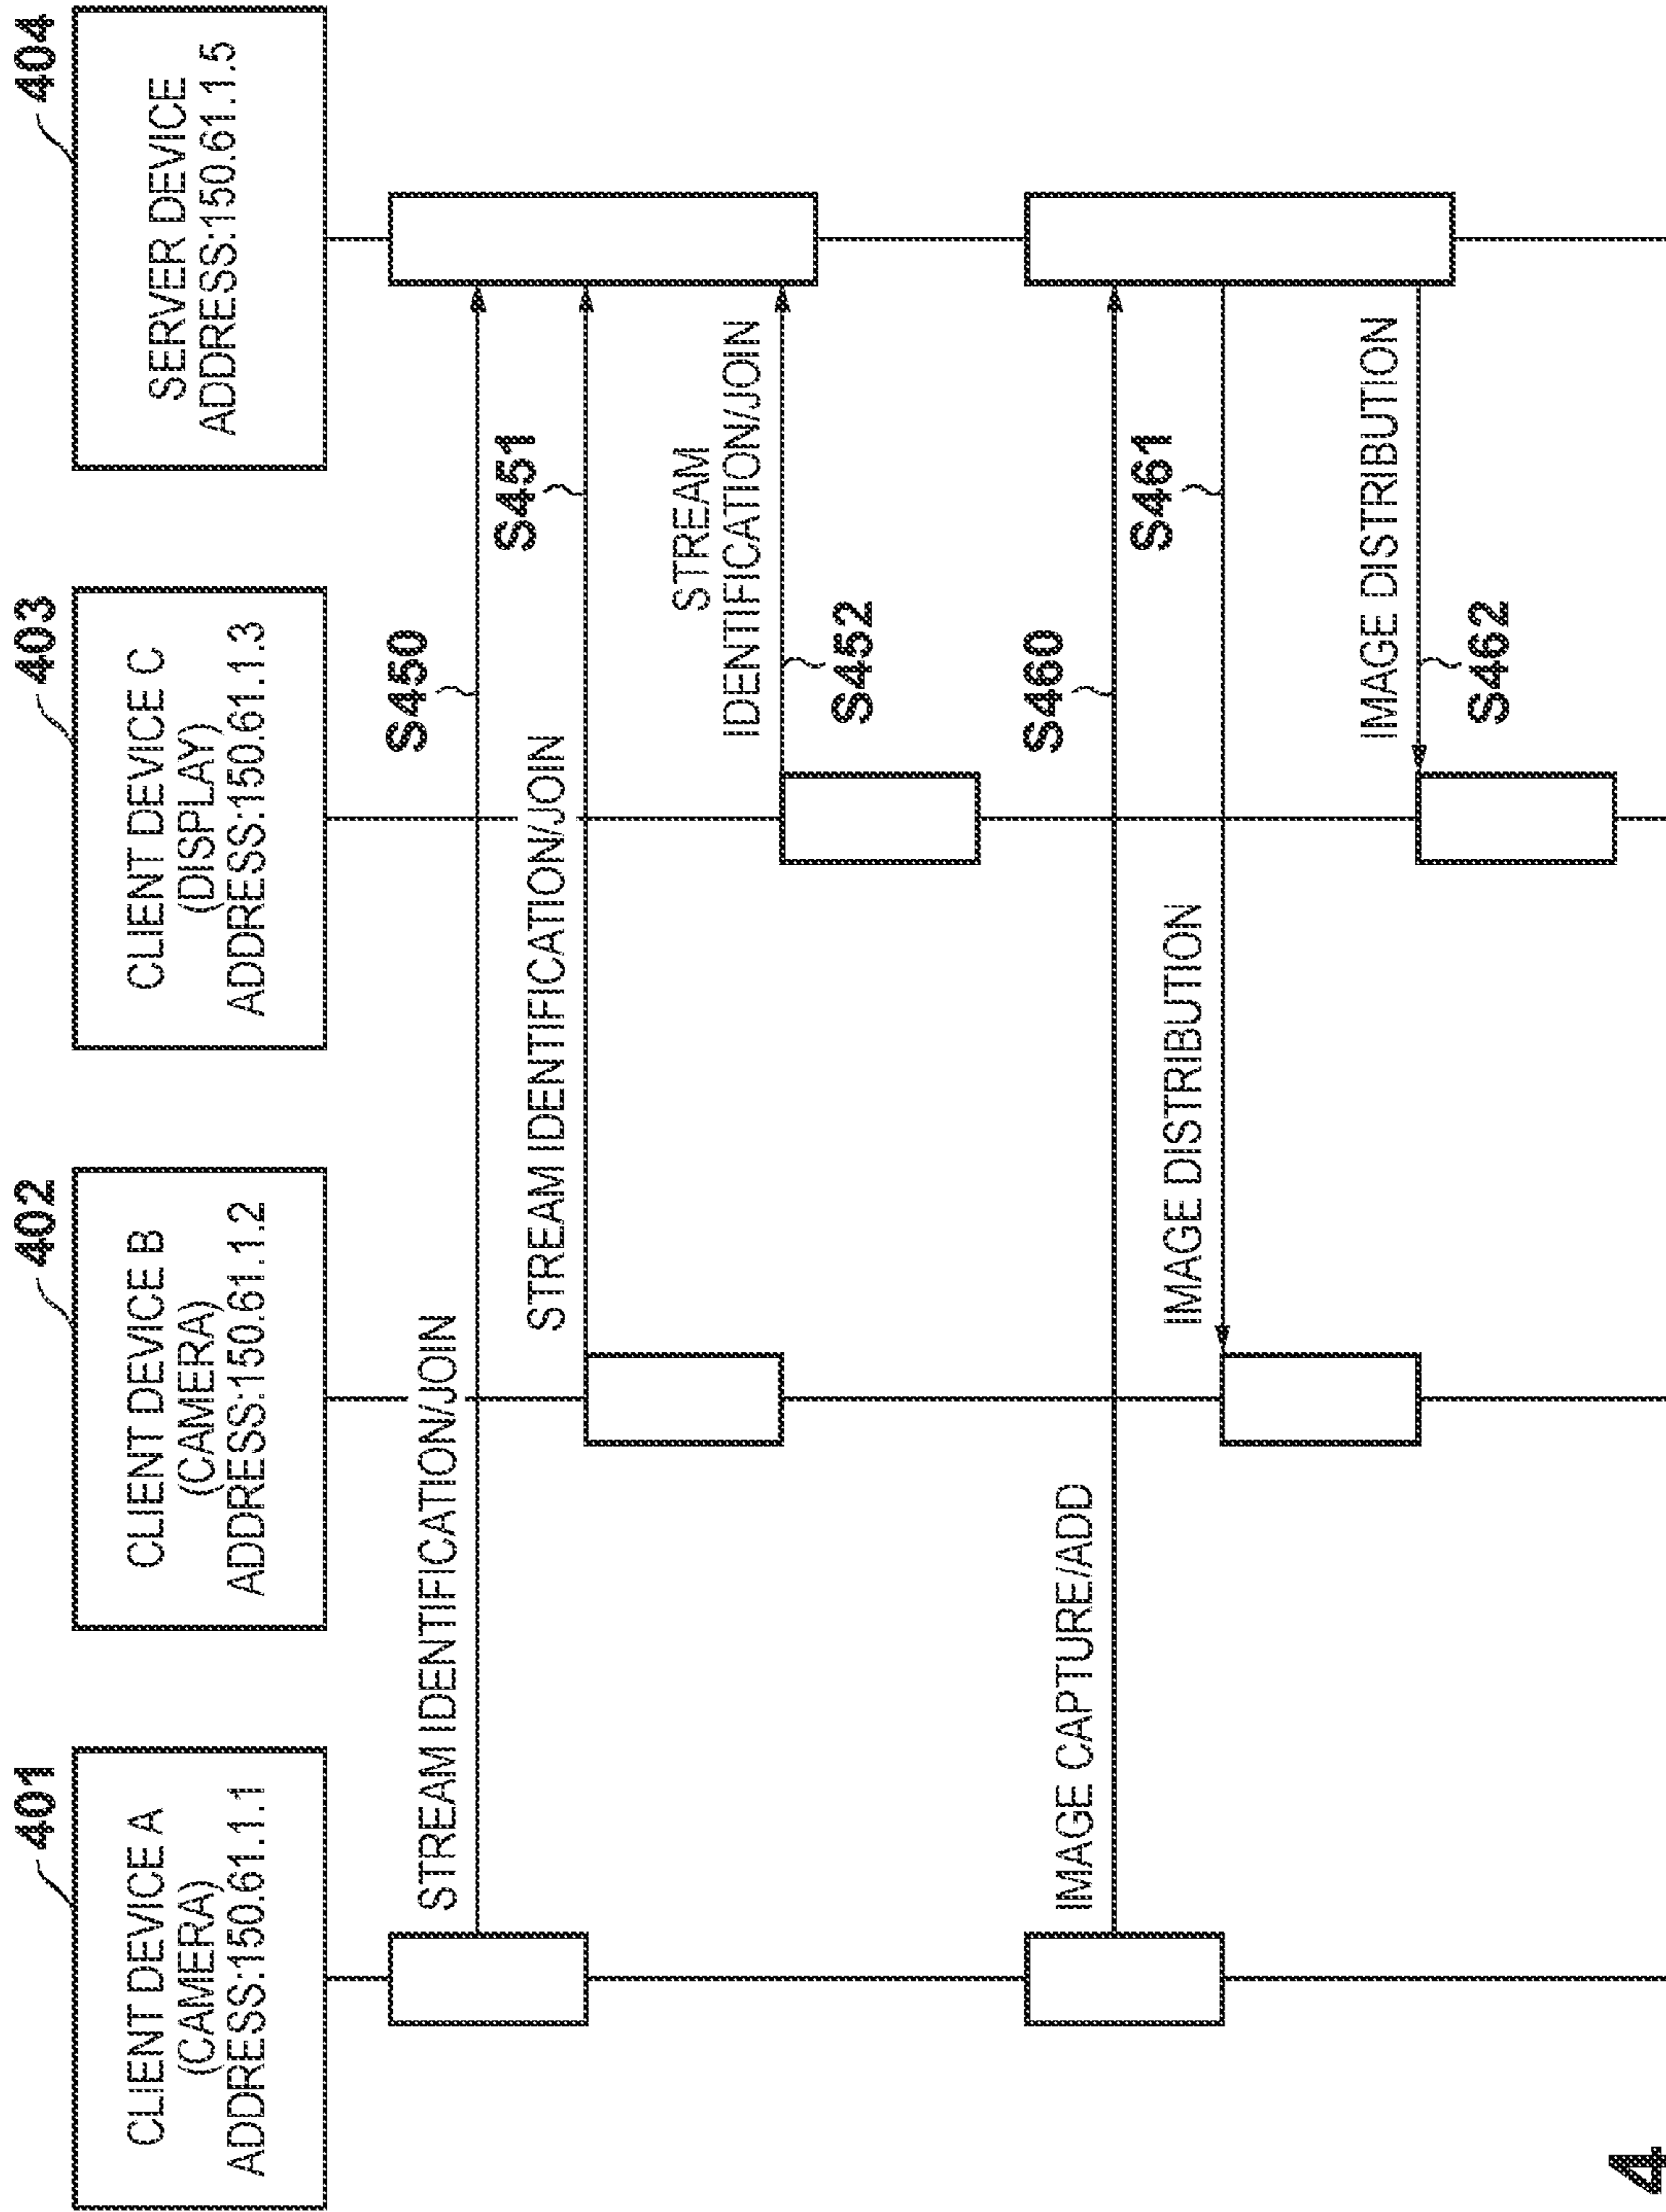 401
CLIENT DEVICE A
(CAMERA)
ADDRESS:150.61.1.1
402
CLIENT DEVICE B
(CAMERA)
ADDRESS:150.61.1.2
403
CLIENT DEVICE C
(DISPLAY)
ADDRESS:150.61.1.3
404
SERVER DEVICE
ADDRESS:150.61.1.5
STREAM IDENTIFICATION/JOIN
S450
STREAM IDENTIFICATION/JOIN
S451
STREAM
IDENTIFICATION/JOIN
S452
IMAGE CAPTURE/ADD
S460
IMAGE DISTRIBUTION
S461
IMAGE DISTRIBUTION
S462
4